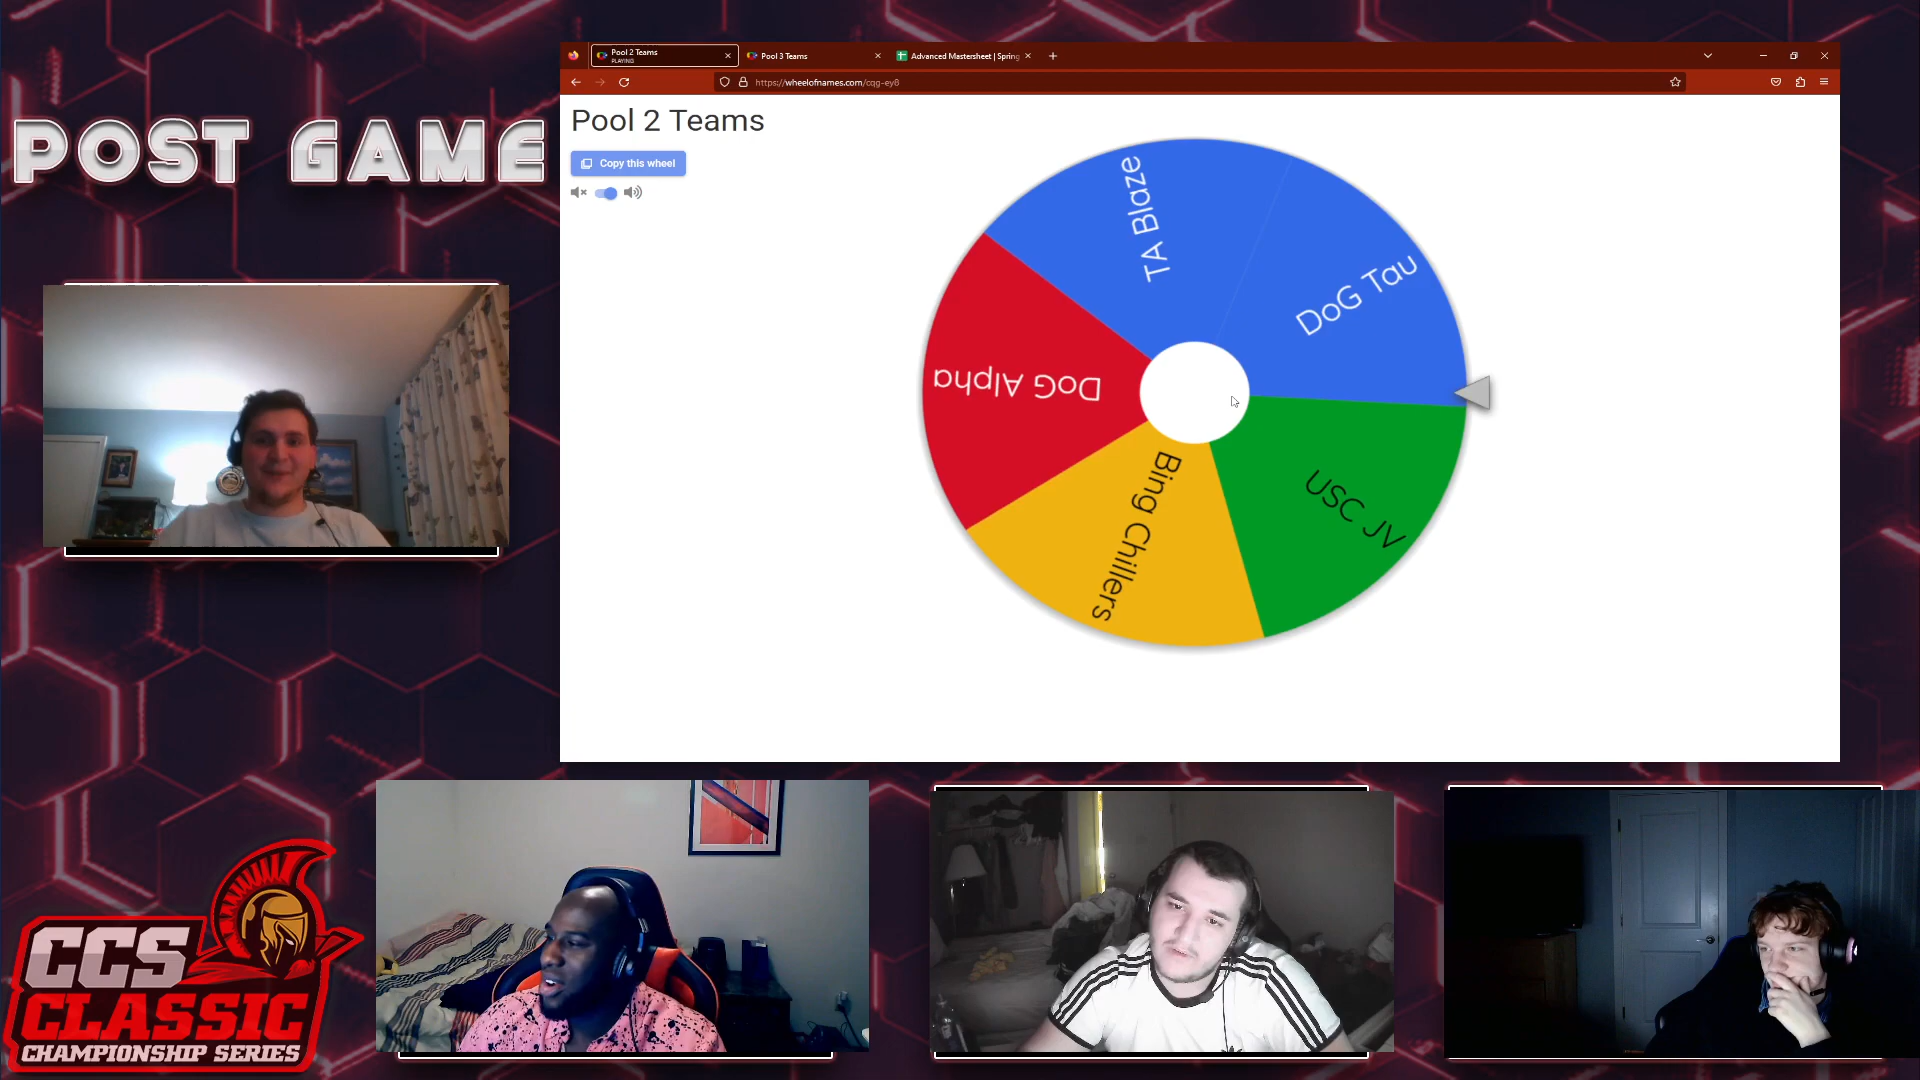 Pool 2 Teams
PLAYING
Pool 3 Teams
Advanced Mastersheet | Spring
https://wheelofnames.com/cqg-ey8
POST GAME
Pool 2 Teams
Copy this wheel
TA Blaze
DoG Tau
DoG Alpha
USC JV
Bing Chillers
CCS
CLASSIC
CHAMPIONSHIP SERIES